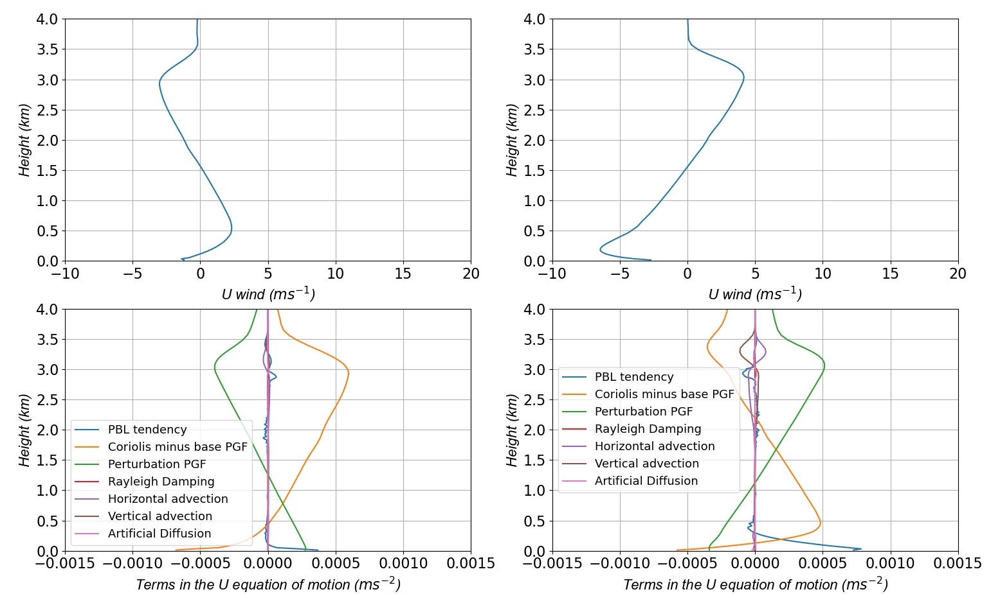 4.0
3.5
3.0
2.5
2.0
1.5
1.0
0.5
0.0
Height (km)
−10 −5 0 5 10 15 20
U wind (ms⁻¹)
4.0
3.5
3.0
2.5
2.0
1.5
1.0
0.5
0.0
Height (km)
−10 −5 0 5 10 15 20
U wind (ms⁻¹)
4.0
3.5
3.0
2.5
2.0
1.5
1.0
0.5
0.0
Height (km)
PBL tendency
Coriolis minus base PGF
Perturbation PGF
Rayleigh Damping
Horizontal advection
Vertical advection
Artificial Diffusion
−0.0015 −0.0010 −0.0005 0.0000 0.0005 0.0010 0.0015
Terms in the U equation of motion (ms⁻²)
4.0
3.5
3.0
2.5
2.0
1.5
1.0
0.5
0.0
Height (km)
PBL tendency
Coriolis minus base PGF
Perturbation PGF
Rayleigh Damping
Horizontal advection
Vertical advection
Artificial Diffusion
−0.0015 −0.0010 −0.0005 0.0000 0.0005 0.0010 0.0015
Terms in the U equation of motion (ms⁻²)